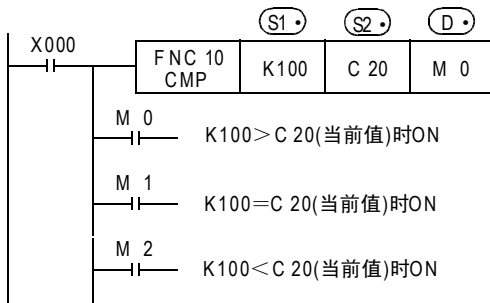 S1· S2· D·
X000
FNC 10 K100 C 20 M 0
CMP
M 0
K100＞C 20(当前值)时ON
M 1
K100＝C 20(当前值)时ON
M 2
K100＜C 20(当前值)时ON